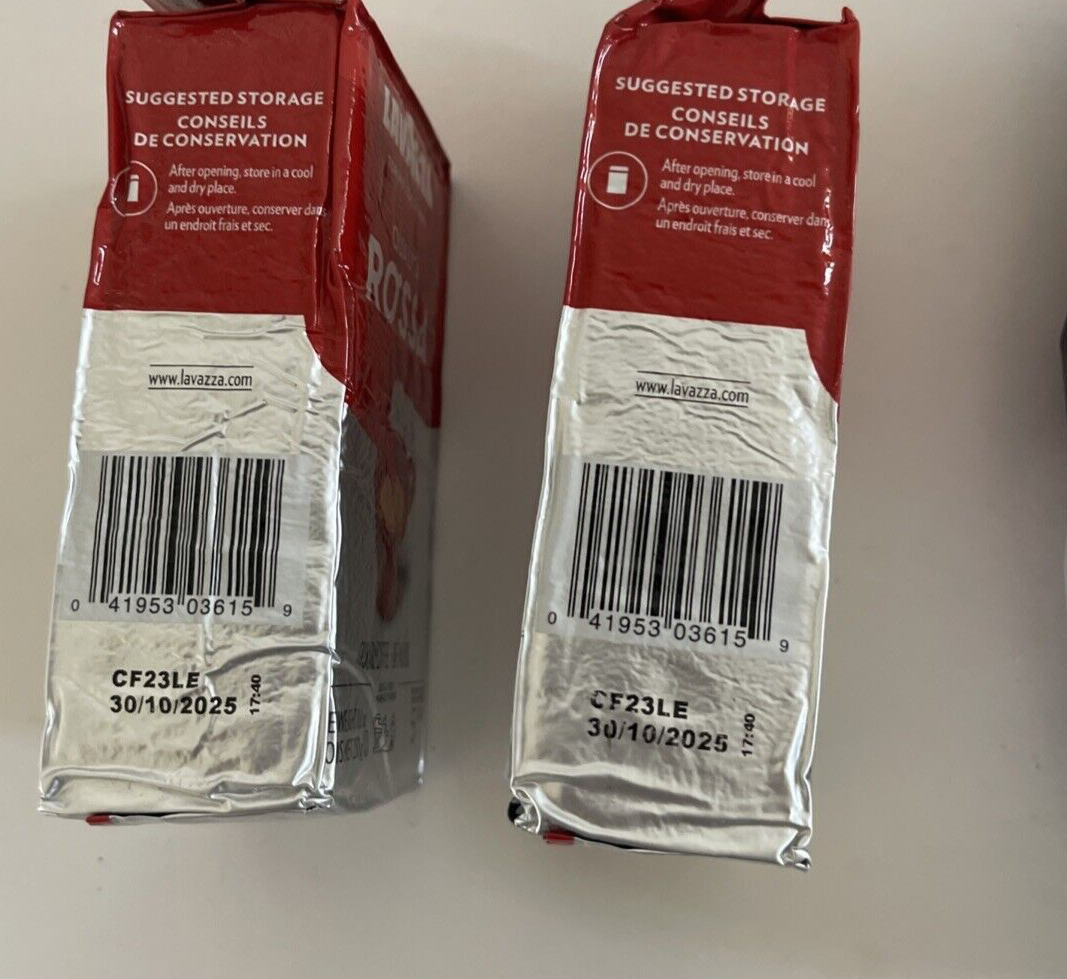 SUGGESTED STORAGE
CONSEILS
DE CONSERVATION
After opening, store in a cool
and dry place.
Après ouverture, conserver dans
un endroit frais et sec.
www.lavazza.com
0 41953 03615 9
CF23LE
30/10/2025
17:40
LAVAZZA
ROSSA
SUGGESTED STORAGE
CONSEILS
DE CONSERVATION
After opening, store in a cool
and dry place.
Après ouverture, conserver dans
un endroit frais et sec.
www.lavazza.com
0 41953 03615 9
CF23LE
30/10/2025
17:40